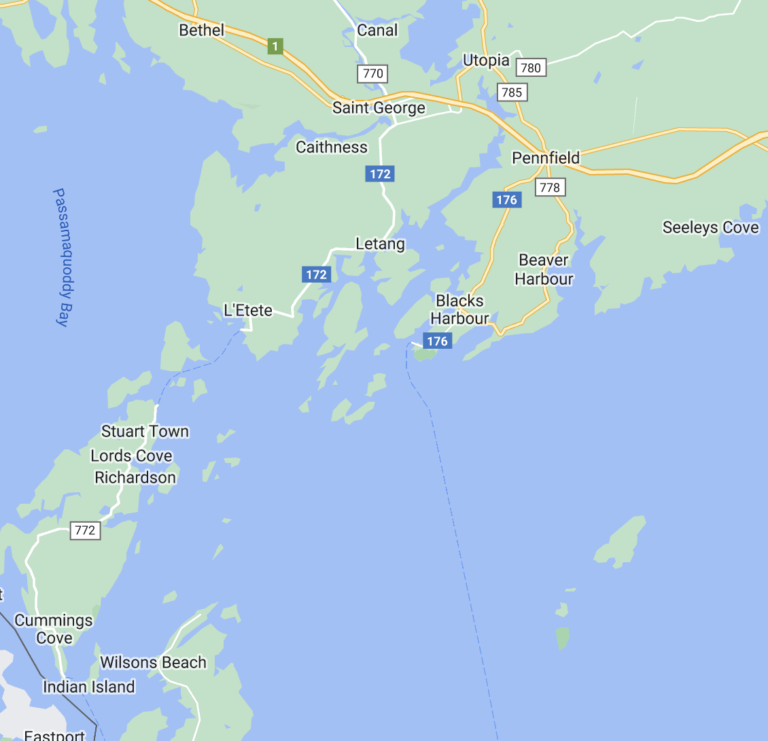 Bethel
Canal
1
Utopia
780
770
785
Saint George
Caithness
Pennfield
172
778
176
Passamaquoddy Bay
Seeleys Cove
Letang
Beaver
Harbour
172
Blacks
Harbour
L'Etete
176
Stuart Town
Lords Cove
Richardson
772
t
Cummings
Cove
Wilsons Beach
Indian Island
Eastport